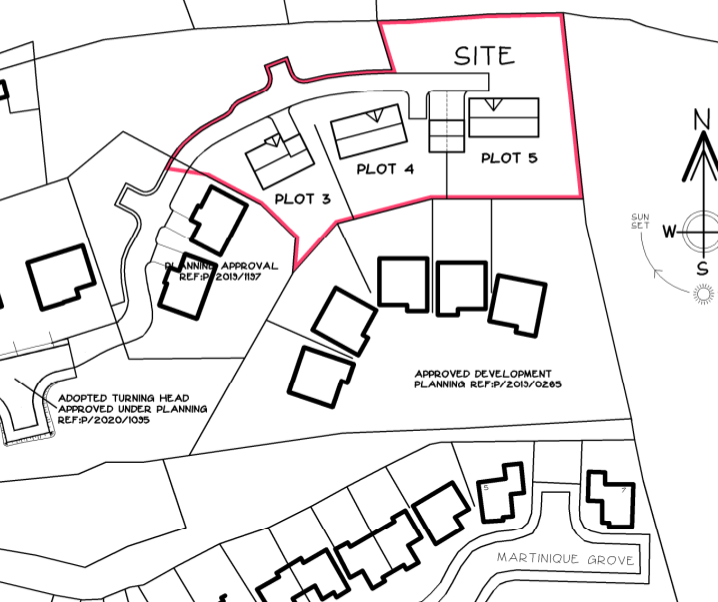 SITE
N
PLOT 5
PLOT 4
PLOT 3
SUN
SET
W
S
PLANNING APPROVAL
REF:P/2013/1137
APPROVED DEVELOPMENT
PLANNING REF:P/2013/0265
ADOPTED TURNING HEAD
APPROVED UNDER PLANNING
REF:P/2020/1035
5
7
MARTINIQUE GROVE